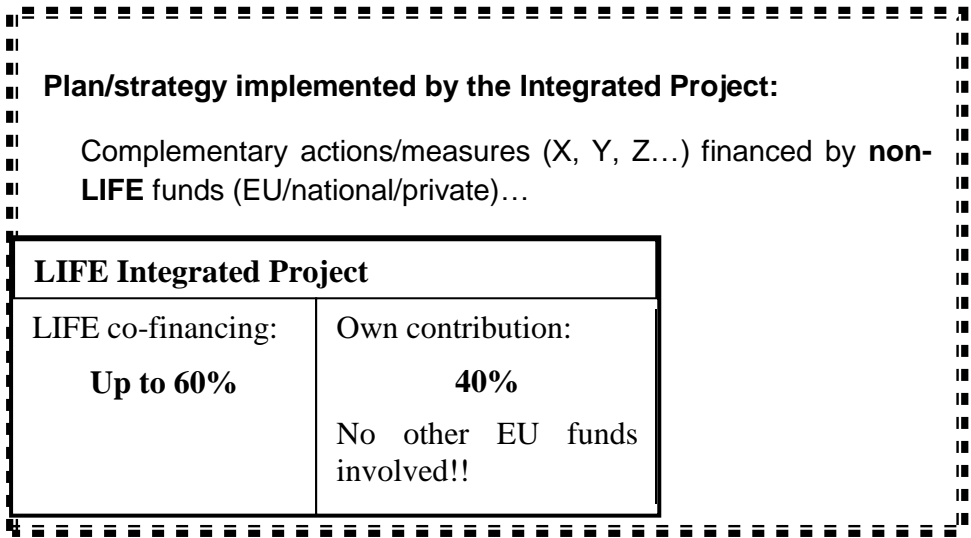 Plan/strategy implemented by the Integrated Project:
Complementary actions/measures (X, Y, Z…) financed by non-
LIFE funds (EU/national/private)…
LIFE Integrated Project
LIFE co-financing:
Up to 60%
Own contribution:
40%
No other EU funds
involved!!